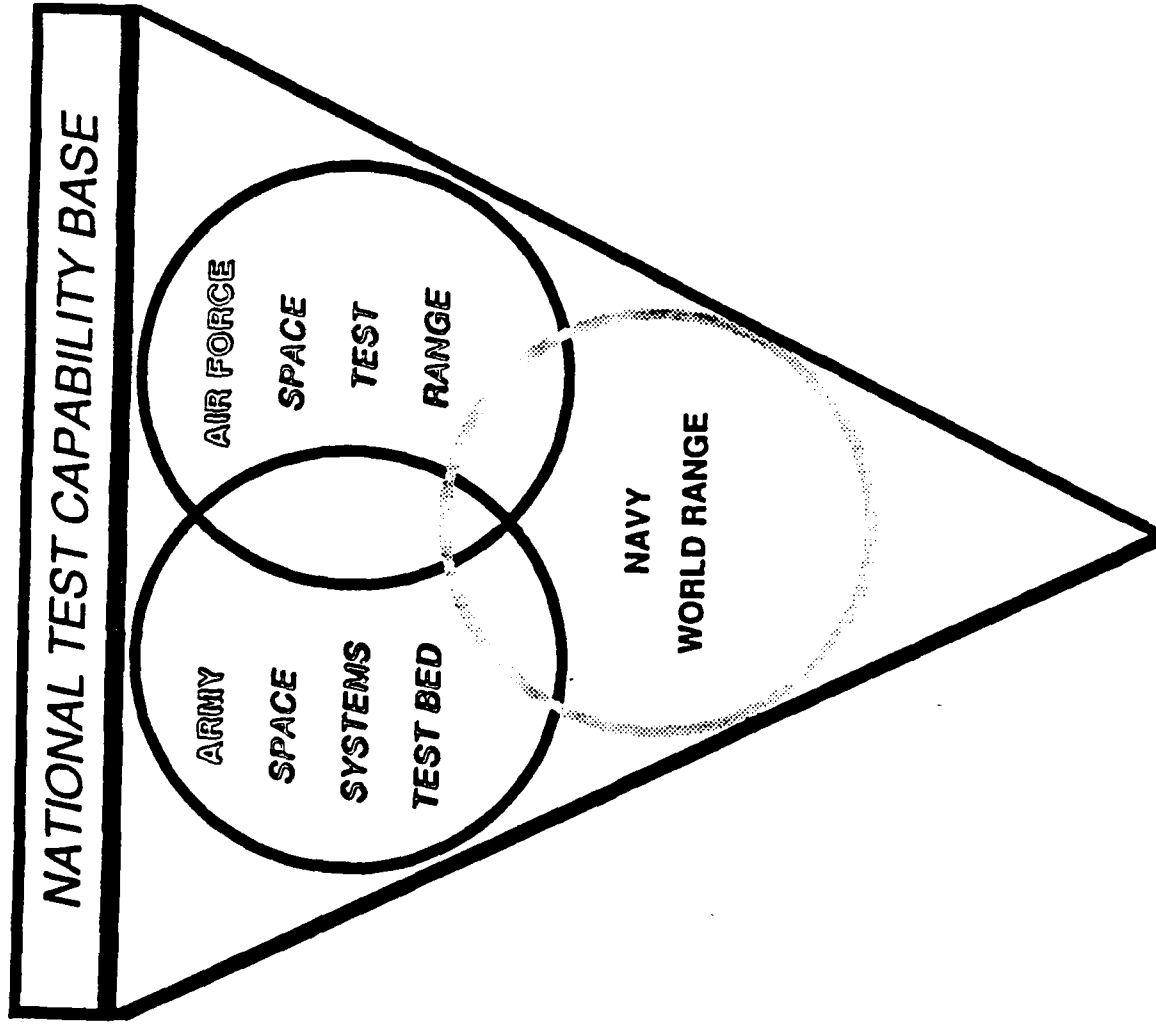 NATIONAL TEST CAPABILITY BASE
ARMY
SPACE
SYSTEMS
TEST BED
AIR FORCE
SPACE
TEST
RANGE
NAVY
WORLD RANGE